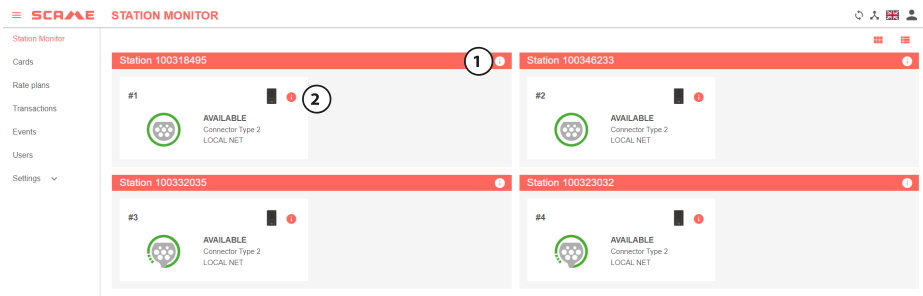 SCAME STATION MONITOR
Station Monitor
Cards
Rate plans
Transactions
Events
Users
Settings
Station 100318495
1
#1
2
AVAILABLE
Connector Type 2
LOCAL NET
Station 100346233
#2
AVAILABLE
Connector Type 2
LOCAL NET
Station 100332035
#3
AVAILABLE
Connector Type 2
LOCAL NET
Station 100323032
#4
AVAILABLE
Connector Type 2
LOCAL NET